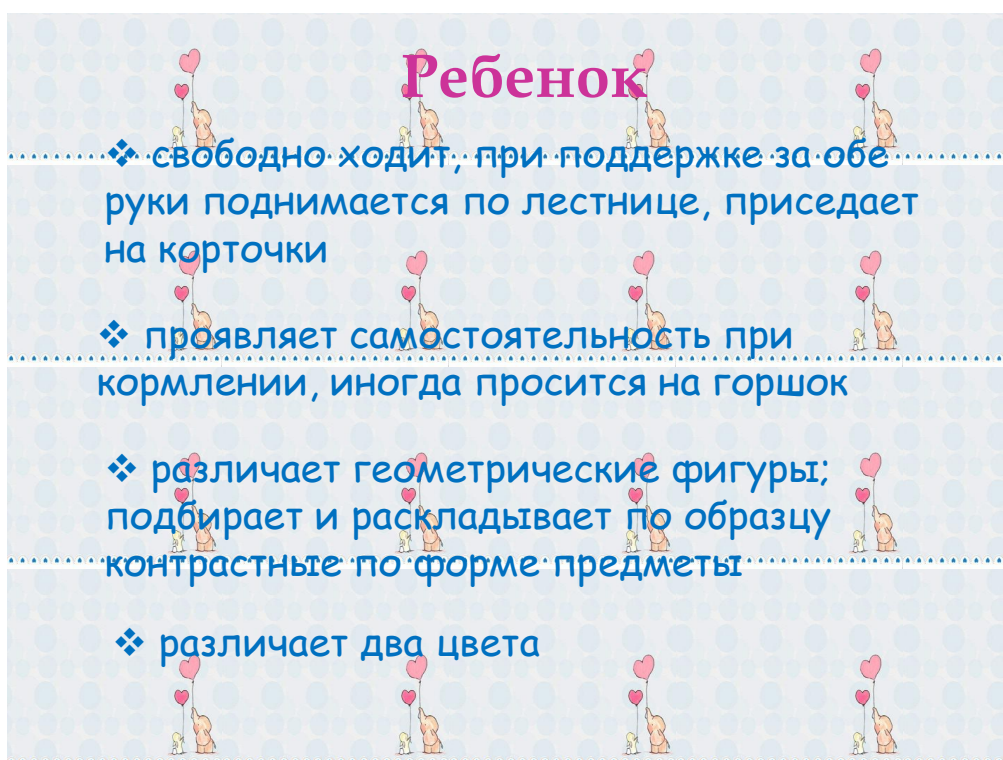 Ребенок
❖ свободно ходит, при поддержке за обе
руки поднимается по лестнице, приседает
на корточки
❖ проявляет самостоятельность при
кормлении, иногда просится на горшок
❖ различает геометрические фигуры;
подбирает и раскладывает по образцу
контрастные по форме предметы
❖ различает два цвета